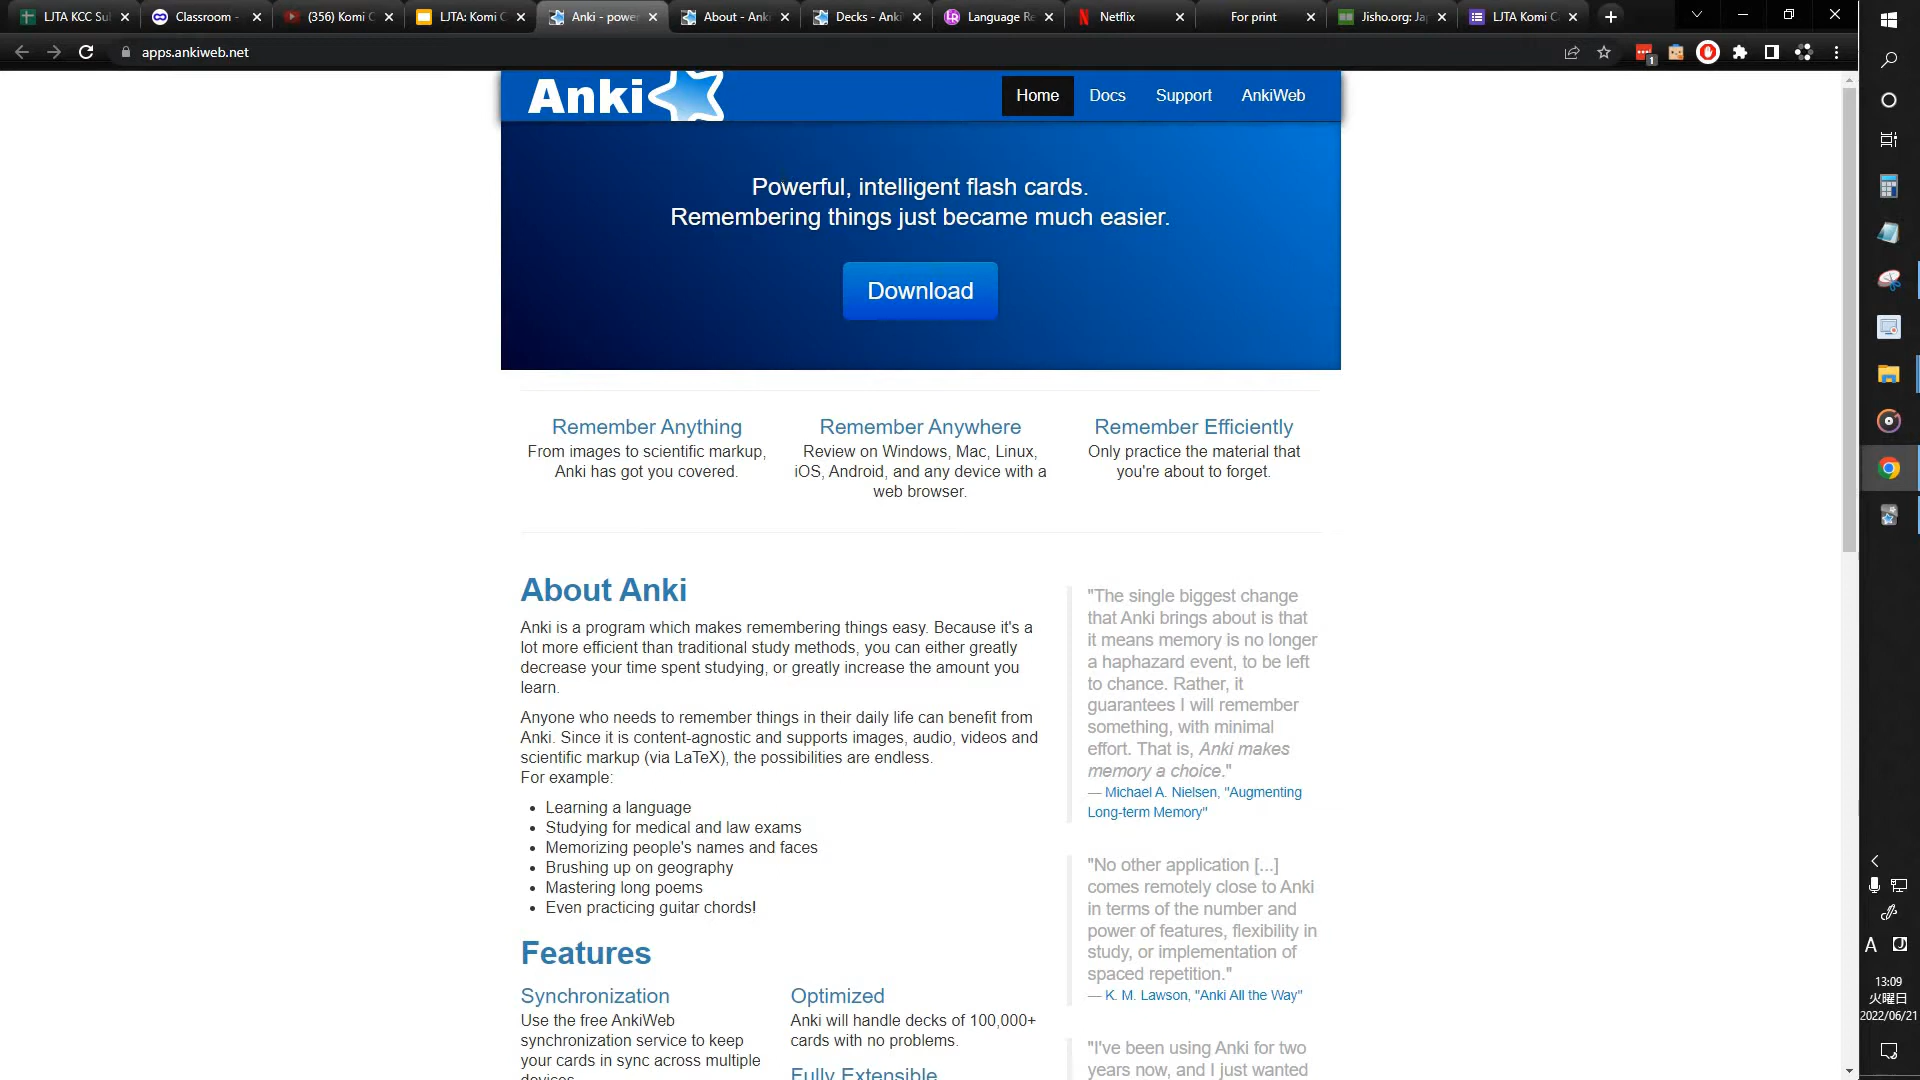 LJTA KCC Su
Classroom -
(356) Komi C
LJTA: Komi C
Anki - powe
About - Ank
Decks - Anki
Language Re
Netflix
For print
Jisho.org: Ja
LJTA Komi C
apps.ankiweb.net
1
Anki
Home
Docs
Support
AnkiWeb
Powerful, intelligent flash cards.
Remembering things just became much easier.
Download
Remember Anything
From images to scientific markup,
Anki has got you covered.
Remember Anywhere
Review on Windows, Mac, Linux,
iOS, Android, and any device with a
web browser.
Remember Efficiently
Only practice the material that
you're about to forget.
About Anki
Anki is a program which makes remembering things easy. Because it's a
lot more efficient than traditional study methods, you can either greatly
decrease your time spent studying, or greatly increase the amount you
learn.
Anyone who needs to remember things in their daily life can benefit from
Anki. Since it is content-agnostic and supports images, audio, videos and
scientific markup (via LaTeX), the possibilities are endless.
For example:
• Learning a language
• Studying for medical and law exams
• Memorizing people's names and faces
• Brushing up on geography
• Mastering long poems
• Even practicing guitar chords!
Features
Synchronization
Use the free AnkiWeb
synchronization service to keep
your cards in sync across multiple
devices.
Optimized
Anki will handle decks of 100,000+
cards with no problems.
Fully Extensible
"The single biggest change
that Anki brings about is that
it means memory is no longer
a haphazard event, to be left
to chance. Rather, it
guarantees I will remember
something, with minimal
effort. That is, Anki makes
memory a choice."
— Michael A. Nielsen, "Augmenting
Long-term Memory"
"No other application [...]
comes remotely close to Anki
in terms of the number and
power of features, flexibility in
study, or implementation of
spaced repetition."
— K. M. Lawson, "Anki All the Way"
"I've been using Anki for two
years now, and I just wanted
A
13:09
火曜日
2022/06/21